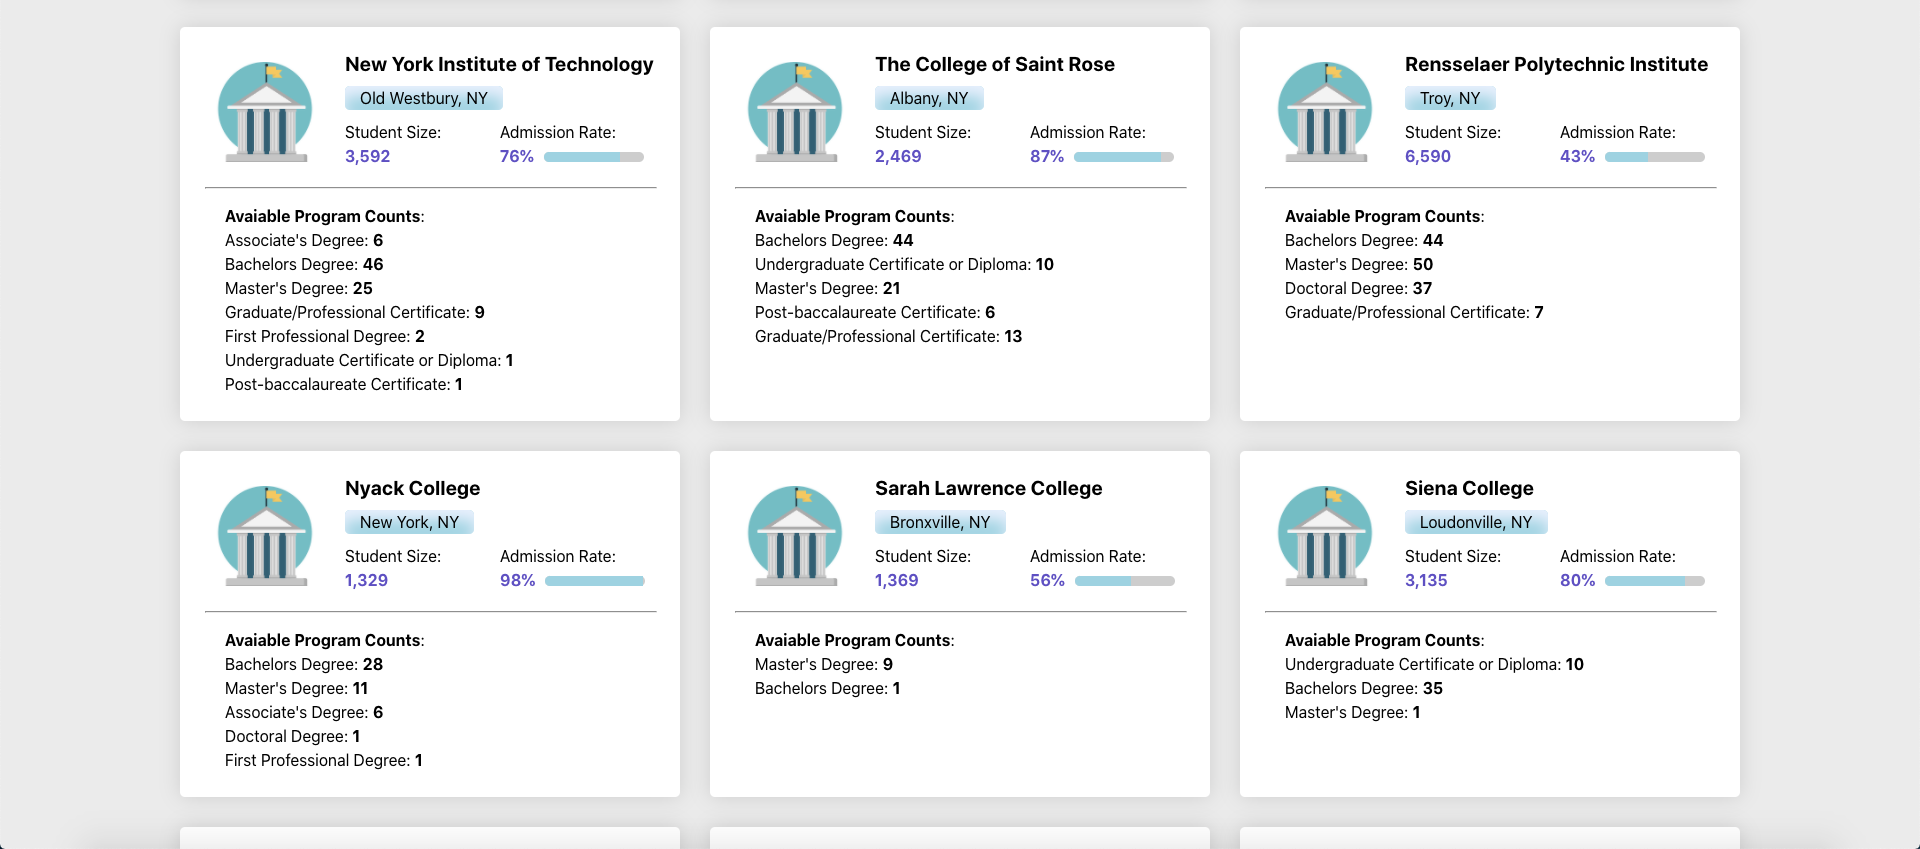 New York Institute of Technology
Old Westbury, NY
Student Size:
3,592
Admission Rate:
76%
Avaiable Program Counts:
Associate's Degree: 6
Bachelors Degree: 46
Master's Degree: 25
Graduate/Professional Certificate: 9
First Professional Degree: 2
Undergraduate Certificate or Diploma: 1
Post-baccalaureate Certificate: 1
The College of Saint Rose
Albany, NY
Student Size:
2,469
Admission Rate:
87%
Avaiable Program Counts:
Bachelors Degree: 44
Undergraduate Certificate or Diploma: 10
Master's Degree: 21
Post-baccalaureate Certificate: 6
Graduate/Professional Certificate: 13
Rensselaer Polytechnic Institute
Troy, NY
Student Size:
6,590
Admission Rate:
43%
Avaiable Program Counts:
Bachelors Degree: 44
Master's Degree: 50
Doctoral Degree: 37
Graduate/Professional Certificate: 7
Nyack College
New York, NY
Student Size:
1,329
Admission Rate:
98%
Avaiable Program Counts:
Bachelors Degree: 28
Master's Degree: 11
Associate's Degree: 6
Doctoral Degree: 1
First Professional Degree: 1
Sarah Lawrence College
Bronxville, NY
Student Size:
1,369
Admission Rate:
56%
Avaiable Program Counts:
Master's Degree: 9
Bachelors Degree: 1
Siena College
Loudonville, NY
Student Size:
3,135
Admission Rate:
80%
Avaiable Program Counts:
Undergraduate Certificate or Diploma: 10
Bachelors Degree: 35
Master's Degree: 1